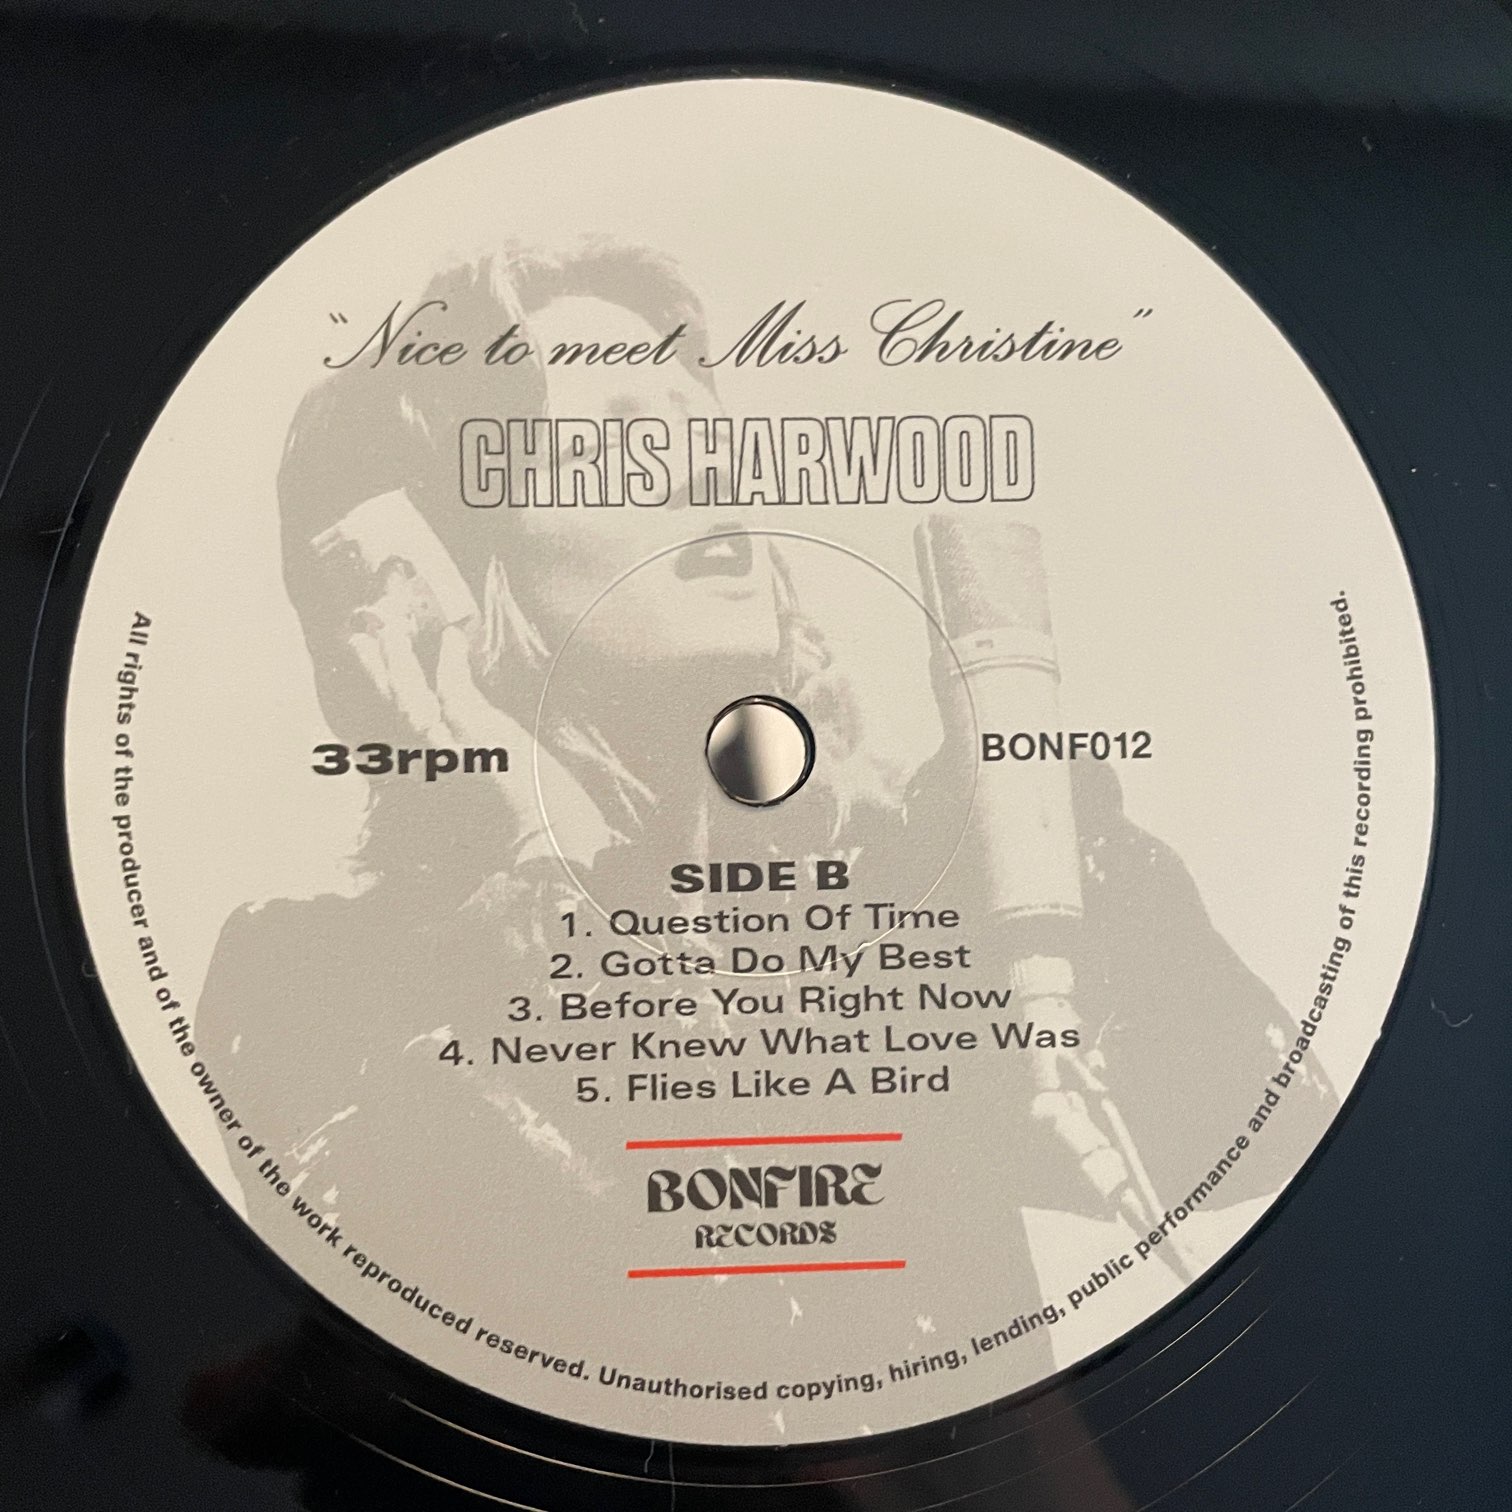 "Nice to meet Miss Christine"
CHRIS HARWOOD
33rpm
BONF012
SIDE B
1. Question Of Time
2. Gotta Do My Best
3. Before You Right Now
4. Never Knew What Love Was
5. Flies Like A Bird
BONFIRE
RECORDS
All rights of the producer and of the owner of the work reproduced reserved. Unauthorised copying, hiring, lending, public performance and broadcasting of this recording prohibited.